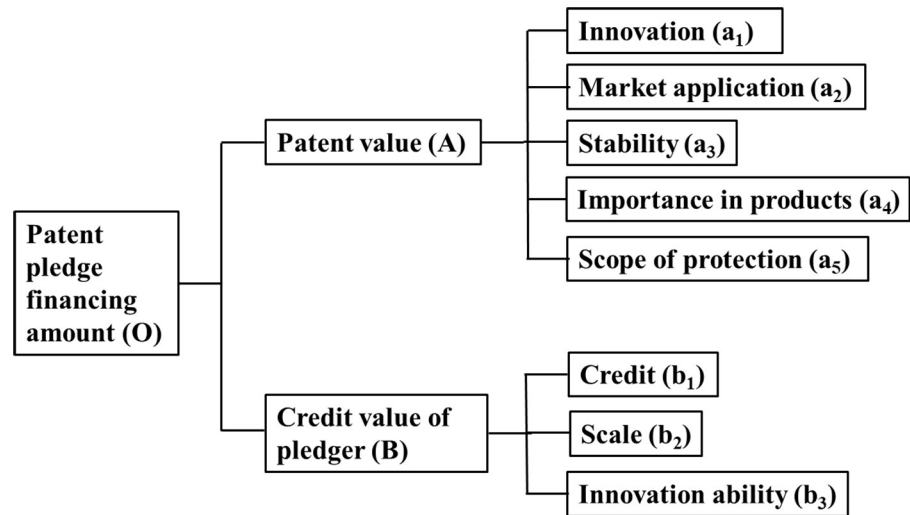 Patent
pledge
financing
amount (O)
Patent value (A)
Innovation (a₁)
Market application (a₂)
Stability (a₃)
Importance in products (a₄)
Scope of protection (a₅)
Credit value of
pledger (B)
Credit (b₁)
Scale (b₂)
Innovation ability (b₃)